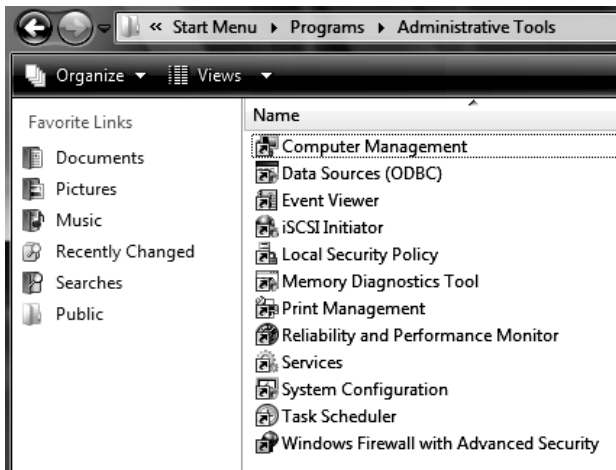 « Start Menu ▸ Programs ▸ Administrative Tools
Organize ▾ Views ▾
Favorite Links
Documents
Pictures
Music
Recently Changed
Searches
Public
Name
Computer Management
Data Sources (ODBC)
Event Viewer
iSCSI Initiator
Local Security Policy
Memory Diagnostics Tool
Print Management
Reliability and Performance Monitor
Services
System Configuration
Task Scheduler
Windows Firewall with Advanced Security